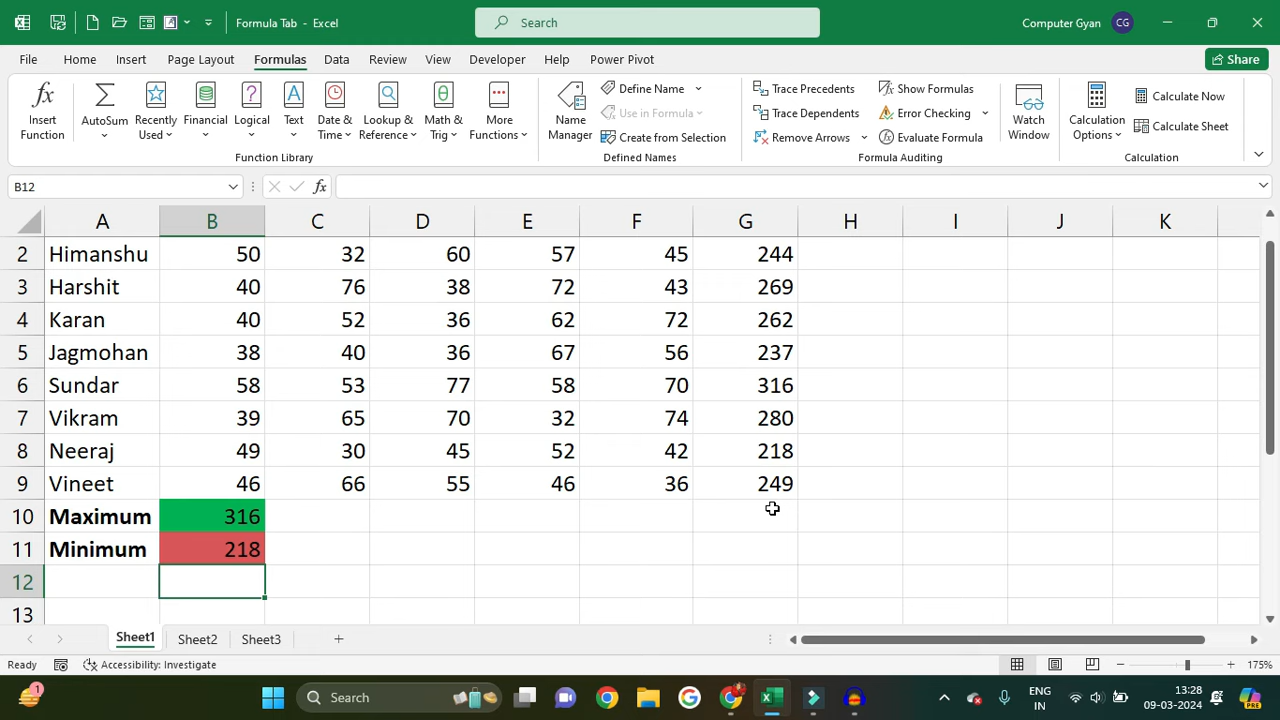 Formula Tab - Excel
Search
Computer Gyan CG
File Home Insert Page Layout Formulas Data Review View Developer Help Power Pivot Share
Insert Function
AutoSum
Recently Used
Financial
Logical
Text
Date & Time
Lookup & Reference
Math & Trig
More Functions
Function Library
Name Manager
Define Name
Use in Formula
Create from Selection
Defined Names
Trace Precedents
Trace Dependents
Remove Arrows
Show Formulas
Error Checking
Evaluate Formula
Formula Auditing
Watch Window
Calculation Options
Calculate Now
Calculate Sheet
Calculation
B12 fx
A B C D E F G H I J K
2 Himanshu 50 32 60 57 45 244
3 Harshit 40 76 38 72 43 269
4 Karan 40 52 36 62 72 262
5 Jagmohan 38 40 36 67 56 237
6 Sundar 58 53 77 58 70 316
7 Vikram 39 65 70 32 74 280
8 Neeraj 49 30 45 52 42 218
9 Vineet 46 66 55 46 36 249
10 Maximum 316
11 Minimum 218
12
13
Sheet1 Sheet2 Sheet3
Ready Accessibility: Investigate 175%
1 Search ENG IN 13:28 09-03-2024 PRE